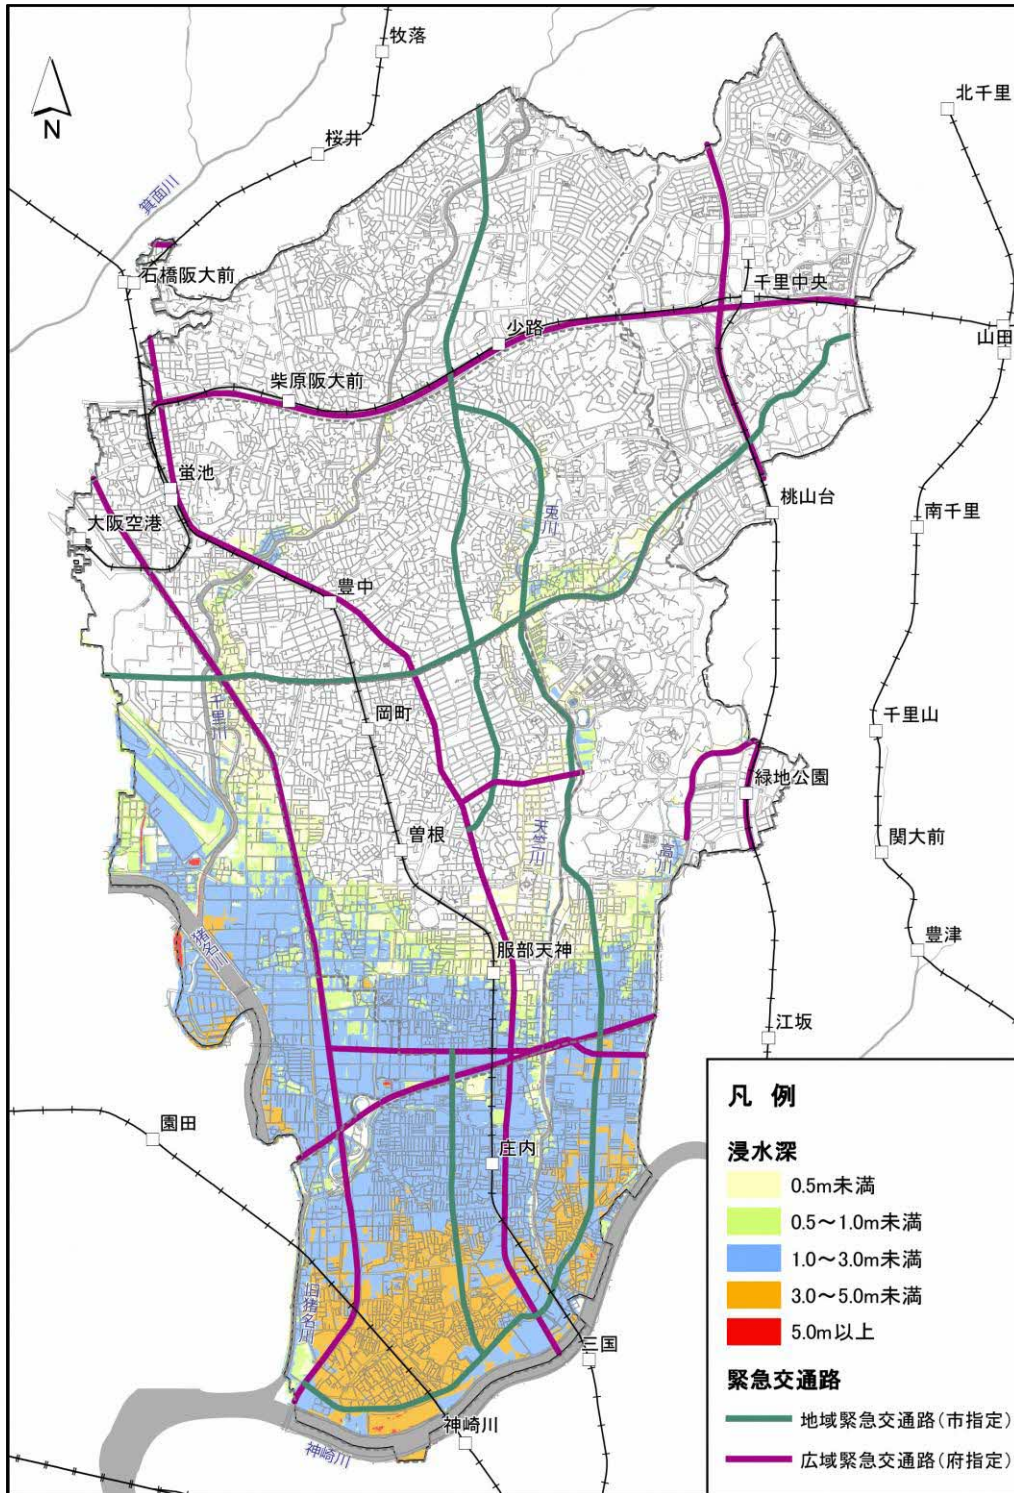 牧落
北千里
N
桜井
箕面川
石橋阪大前
千里中央
少路
山田
柴原阪大前
蛍池
桃山台
大阪空港
南千里
兎川
豊中
千里川
岡町
千里山
緑地公園
曽根
天竺川
高川
関大前
猪名川
服部天神
豊津
江坂
園田
庄内
旧猪名川
三国
神崎川
神崎川
凡 例
浸水深
0.5m未満
0.5～1.0m未満
1.0～3.0m未満
3.0～5.0m未満
5.0m以上
緊急交通路
地域緊急交通路(市指定)
広域緊急交通路(府指定)